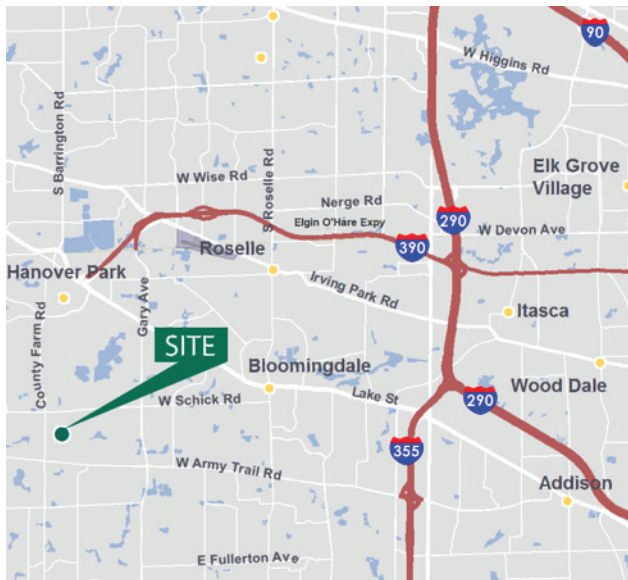 90
W Higgins Rd
S Barrington Rd
S Roselle Rd
W Wise Rd
Elk Grove
Village
Nerge Rd
Elgin O'Hare Expy
290
W Devon Ave
390
Roselle
Hanover Park
Irving Park Rd
Gary Ave
Itasca
County Farm Rd
SITE
Bloomingdale
Wood Dale
W Schick Rd
Lake St
290
355
W Army Trail Rd
Addison
E Fullerton Ave